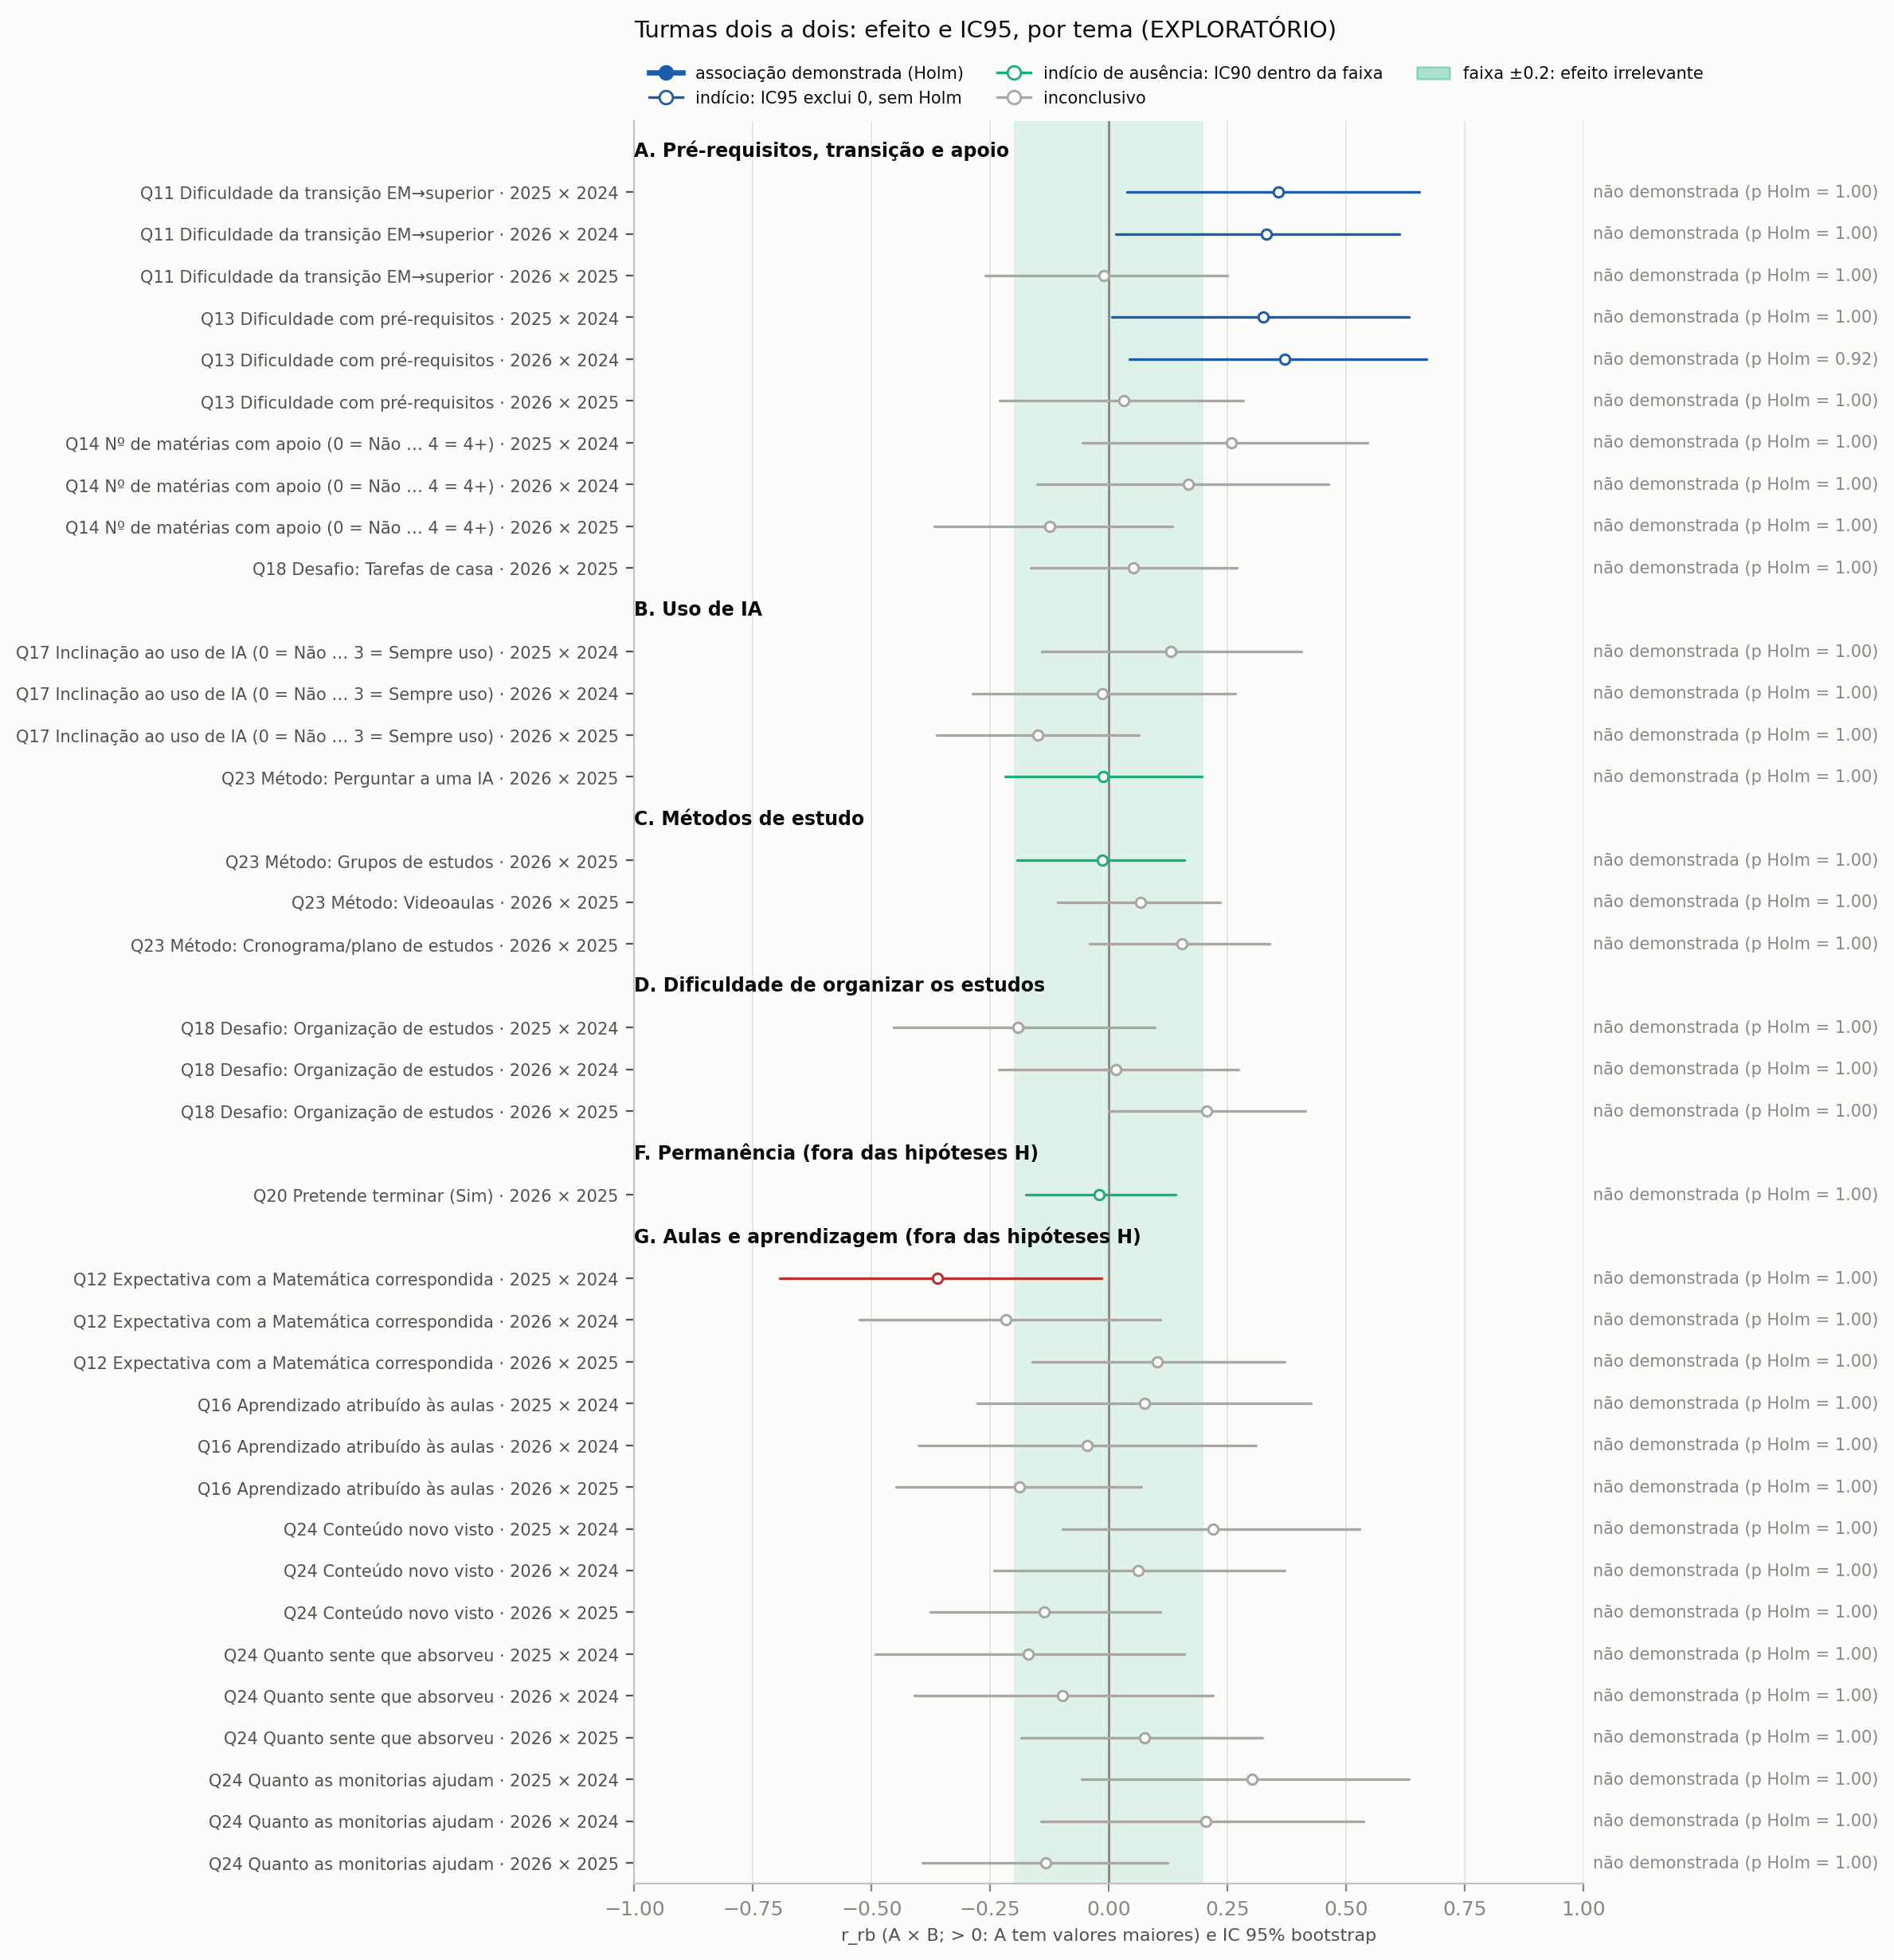 Turmas dois a dois: efeito e IC95, por tema (EXPLORATÓRIO)
associação demonstrada (Holm)
indício: IC95 exclui 0, sem Holm
indício de ausência: IC90 dentro da faixa
inconclusivo
faixa ±0.2: efeito irrelevante
A. Pré-requisitos, transição e apoio
Q11 Dificuldade da transição EM→superior · 2025 × 2024 não demonstrada (p Holm = 1.00)
Q11 Dificuldade da transição EM→superior · 2026 × 2024 não demonstrada (p Holm = 1.00)
Q11 Dificuldade da transição EM→superior · 2026 × 2025 não demonstrada (p Holm = 1.00)
Q13 Dificuldade com pré-requisitos · 2025 × 2024 não demonstrada (p Holm = 1.00)
Q13 Dificuldade com pré-requisitos · 2026 × 2024 não demonstrada (p Holm = 0.92)
Q13 Dificuldade com pré-requisitos · 2026 × 2025 não demonstrada (p Holm = 1.00)
Q14 Nº de matérias com apoio (0 = Não … 4 = 4+) · 2025 × 2024 não demonstrada (p Holm = 1.00)
Q14 Nº de matérias com apoio (0 = Não … 4 = 4+) · 2026 × 2024 não demonstrada (p Holm = 1.00)
Q14 Nº de matérias com apoio (0 = Não … 4 = 4+) · 2026 × 2025 não demonstrada (p Holm = 1.00)
Q18 Desafio: Tarefas de casa · 2026 × 2025 não demonstrada (p Holm = 1.00)
B. Uso de IA
Q17 Inclinação ao uso de IA (0 = Não … 3 = Sempre uso) · 2025 × 2024 não demonstrada (p Holm = 1.00)
Q17 Inclinação ao uso de IA (0 = Não … 3 = Sempre uso) · 2026 × 2024 não demonstrada (p Holm = 1.00)
Q17 Inclinação ao uso de IA (0 = Não … 3 = Sempre uso) · 2026 × 2025 não demonstrada (p Holm = 1.00)
Q23 Método: Perguntar a uma IA · 2026 × 2025 não demonstrada (p Holm = 1.00)
C. Métodos de estudo
Q23 Método: Grupos de estudos · 2026 × 2025 não demonstrada (p Holm = 1.00)
Q23 Método: Videoaulas · 2026 × 2025 não demonstrada (p Holm = 1.00)
Q23 Método: Cronograma/plano de estudos · 2026 × 2025 não demonstrada (p Holm = 1.00)
D. Dificuldade de organizar os estudos
Q18 Desafio: Organização de estudos · 2025 × 2024 não demonstrada (p Holm = 1.00)
Q18 Desafio: Organização de estudos · 2026 × 2024 não demonstrada (p Holm = 1.00)
Q18 Desafio: Organização de estudos · 2026 × 2025 não demonstrada (p Holm = 1.00)
F. Permanência (fora das hipóteses H)
Q20 Pretende terminar (Sim) · 2026 × 2025 não demonstrada (p Holm = 1.00)
G. Aulas e aprendizagem (fora das hipóteses H)
Q12 Expectativa com a Matemática correspondida · 2025 × 2024 não demonstrada (p Holm = 1.00)
Q12 Expectativa com a Matemática correspondida · 2026 × 2024 não demonstrada (p Holm = 1.00)
Q12 Expectativa com a Matemática correspondida · 2026 × 2025 não demonstrada (p Holm = 1.00)
Q16 Aprendizado atribuído às aulas · 2025 × 2024 não demonstrada (p Holm = 1.00)
Q16 Aprendizado atribuído às aulas · 2026 × 2024 não demonstrada (p Holm = 1.00)
Q16 Aprendizado atribuído às aulas · 2026 × 2025 não demonstrada (p Holm = 1.00)
Q24 Conteúdo novo visto · 2025 × 2024 não demonstrada (p Holm = 1.00)
Q24 Conteúdo novo visto · 2026 × 2024 não demonstrada (p Holm = 1.00)
Q24 Conteúdo novo visto · 2026 × 2025 não demonstrada (p Holm = 1.00)
Q24 Quanto sente que absorveu · 2025 × 2024 não demonstrada (p Holm = 1.00)
Q24 Quanto sente que absorveu · 2026 × 2024 não demonstrada (p Holm = 1.00)
Q24 Quanto sente que absorveu · 2026 × 2025 não demonstrada (p Holm = 1.00)
Q24 Quanto as monitorias ajudam · 2025 × 2024 não demonstrada (p Holm = 1.00)
Q24 Quanto as monitorias ajudam · 2026 × 2024 não demonstrada (p Holm = 1.00)
Q24 Quanto as monitorias ajudam · 2026 × 2025 não demonstrada (p Holm = 1.00)
−1.00 −0.75 −0.50 −0.25 0.00 0.25 0.50 0.75 1.00
r_rb (A × B; > 0: A tem valores maiores) e IC 95% bootstrap